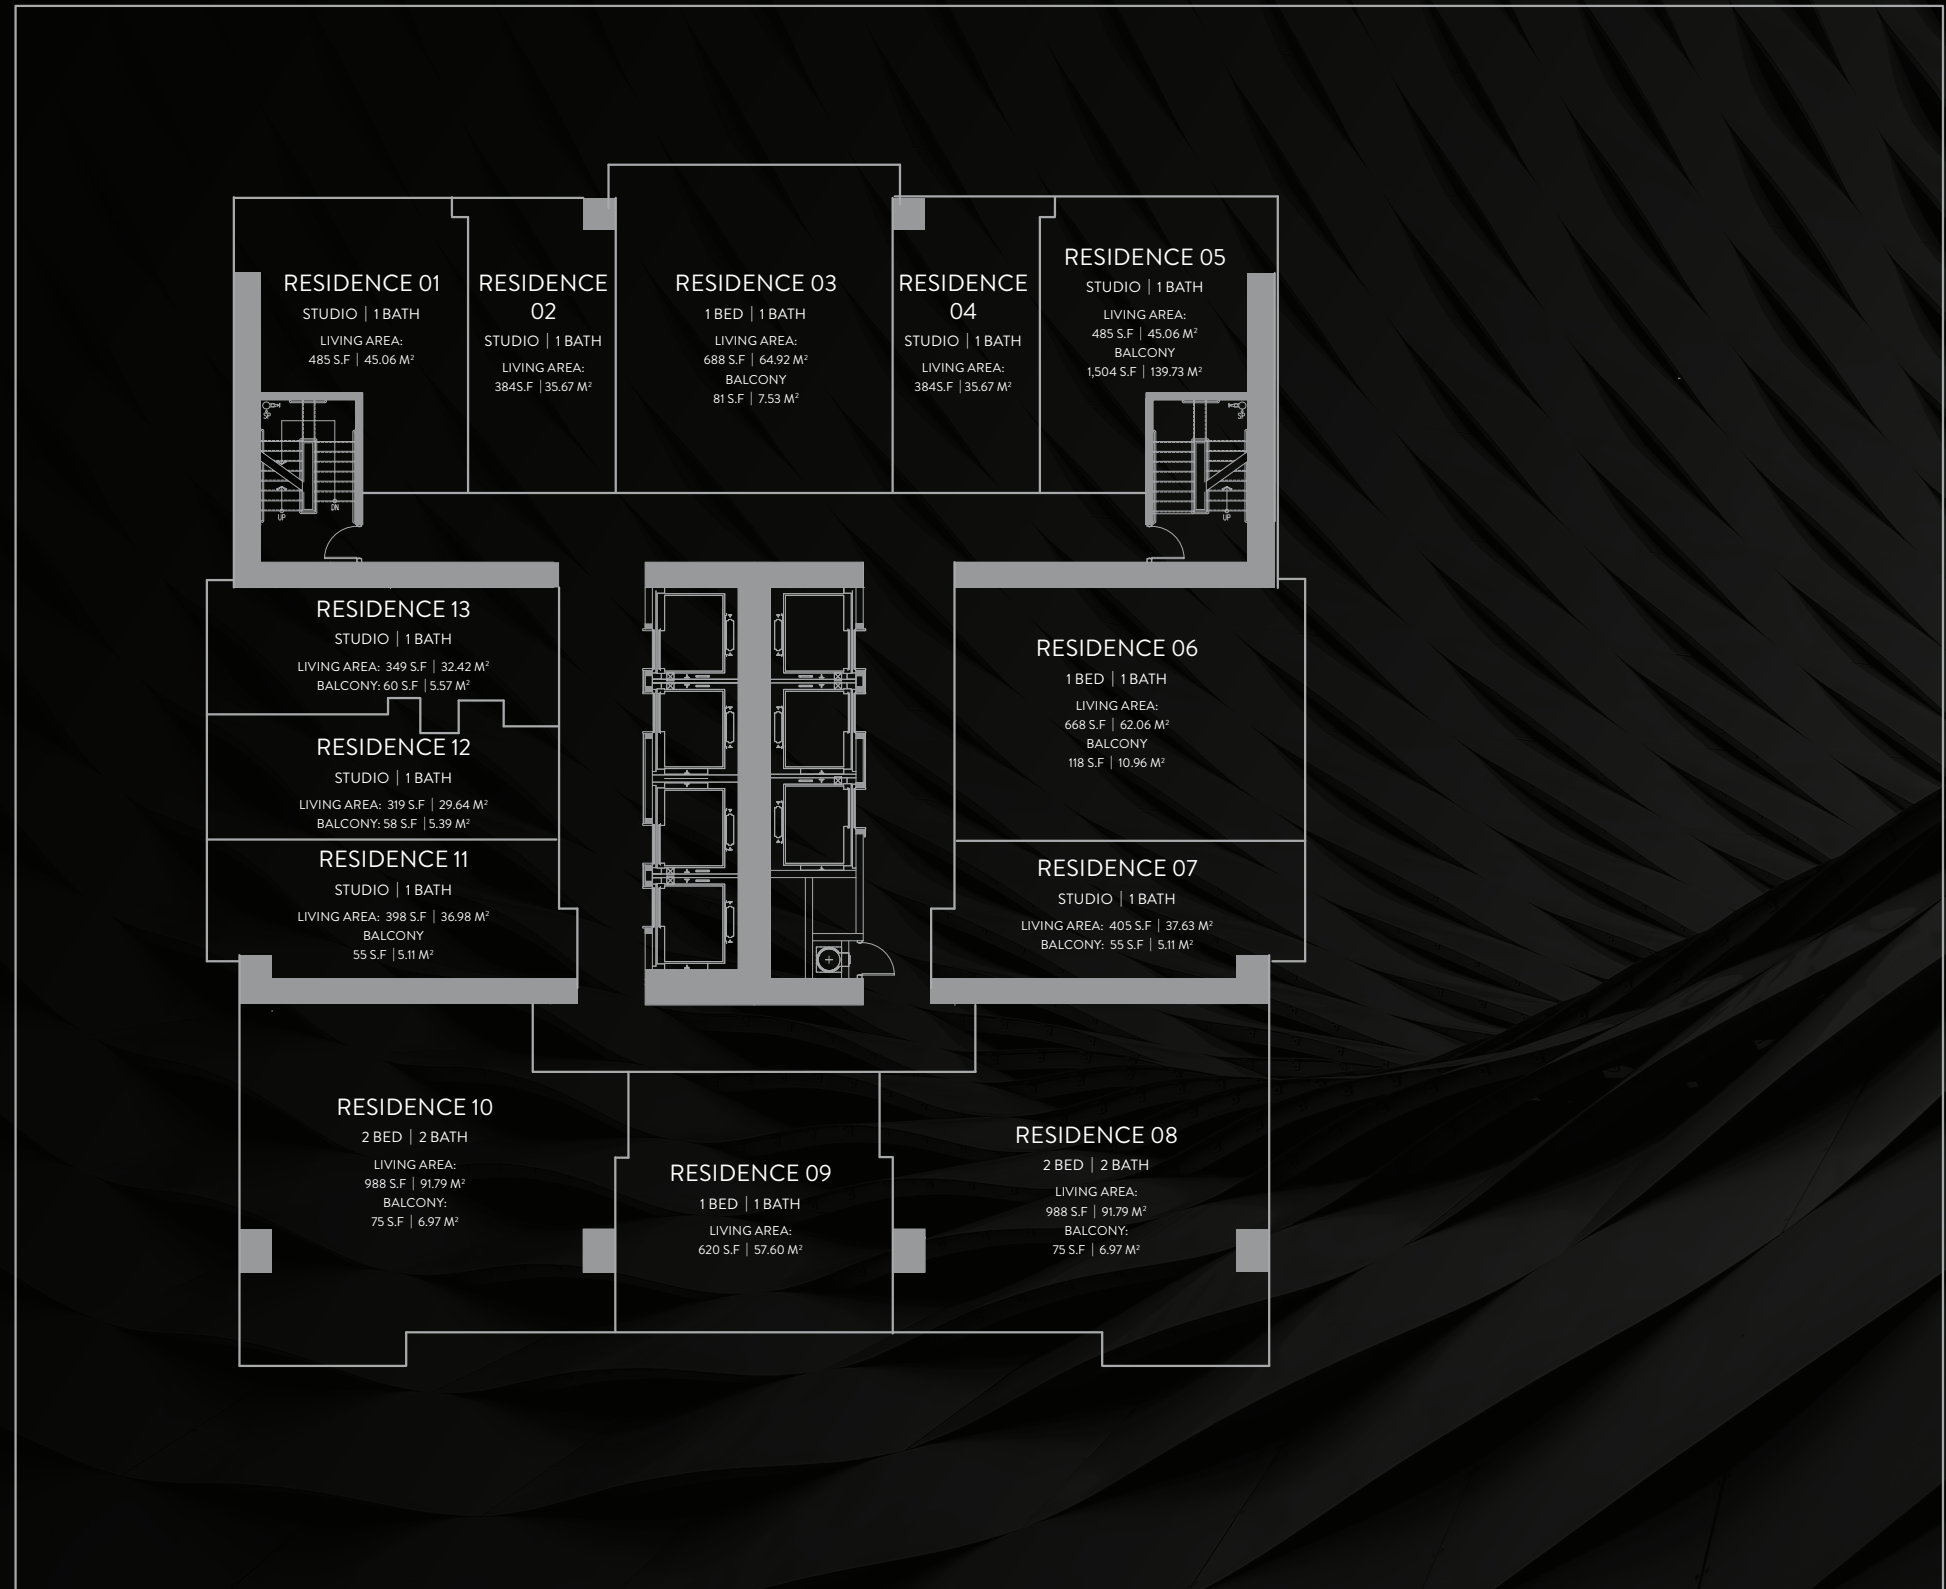 RESIDENCE 01
STUDIO | 1 BATH
LIVING AREA:
485 S.F | 45.06 M²
RESIDENCE
02
STUDIO | 1 BATH
LIVING AREA:
384S.F | 35.67 M²
RESIDENCE 03
1 BED | 1 BATH
LIVING AREA:
688 S.F | 64.92 M²
BALCONY
81 S.F | 7.53 M²
RESIDENCE
04
STUDIO | 1 BATH
LIVING AREA:
384S.F | 35.67 M²
RESIDENCE 05
STUDIO | 1 BATH
LIVING AREA:
485 S.F | 45.06 M²
BALCONY
1,504 S.F | 139.73 M²
UP
DN
UP
RESIDENCE 13
STUDIO | 1 BATH
LIVING AREA: 349 S.F | 32.42 M²
BALCONY: 60 S.F | 5.57 M²
RESIDENCE 12
STUDIO | 1 BATH
LIVING AREA: 319 S.F | 29.64 M²
BALCONY: 58 S.F | 5.39 M²
RESIDENCE 11
STUDIO | 1 BATH
LIVING AREA: 398 S.F | 36.98 M²
BALCONY
55 S.F | 5.11 M²
RESIDENCE 06
1 BED | 1 BATH
LIVING AREA:
668 S.F | 62.06 M²
BALCONY
118 S.F | 10.96 M²
RESIDENCE 07
STUDIO | 1 BATH
LIVING AREA: 405 S.F | 37.63 M²
BALCONY: 55 S.F | 5.11 M²
RESIDENCE 10
2 BED | 2 BATH
LIVING AREA:
988 S.F | 91.79 M²
BALCONY:
75 S.F | 6.97 M²
RESIDENCE 09
1 BED | 1 BATH
LIVING AREA:
620 S.F | 57.60 M²
RESIDENCE 08
2 BED | 2 BATH
LIVING AREA:
988 S.F | 91.79 M²
BALCONY:
75 S.F | 6.97 M²